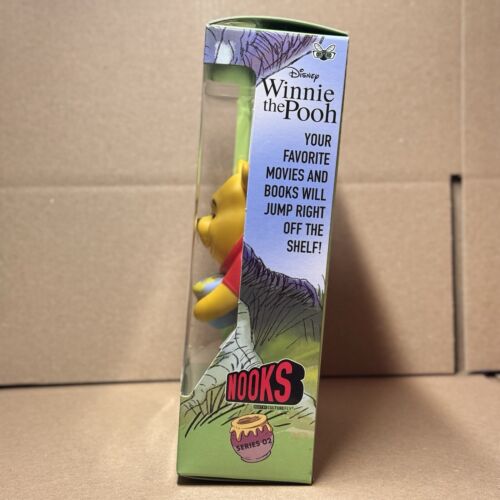 Disney
Winnie
the Pooh
YOUR
FAVORITE
MOVIES AND
BOOKS WILL
JUMP RIGHT
OFF THE
SHELF!
NOOKS
SERIES 02